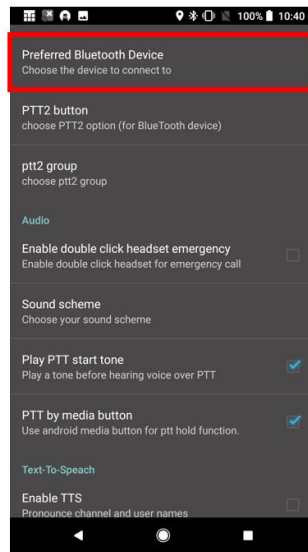 100% 10:40
Preferred Bluetooth Device
Choose the device to connect to
PTT2 button
choose PTT2 option (for BlueTooth device)
ptt2 group
choose ptt2 group
Audio
Enable double click headset emergency
Enable double click headset for emergency call
Sound scheme
Choose your sound scheme
Play PTT start tone
Play a tone before hearing voice over PTT
PTT by media button
Use android media button for ptt hold function.
Text-To-Speach
Enable TTS
Pronounce channel and user names